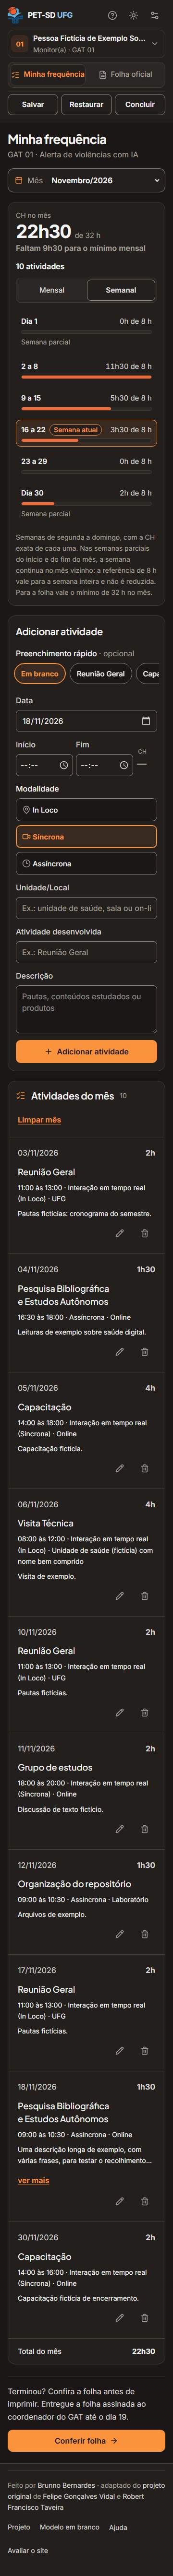 PET-SD UFG
01
Pessoa Fictícia de Exemplo So...
Monitor(a) · GAT 01
Minha frequência
Folha oficial
Salvar
Restaurar
Concluir
Minha frequência
GAT 01 · Alerta de violências com IA
Mês Novembro/2026
CH no mês
22h30 de 32 h
Faltam 9h30 para o mínimo mensal
10 atividades
Mensal
Semanal
Dia 1 0h de 8 h
Semana parcial
2 a 8 11h30 de 8 h
9 a 15 5h30 de 8 h
16 a 22 Semana atual 3h30 de 8 h
23 a 29 0h de 8 h
Dia 30 2h de 8 h
Semana parcial
Semanas de segunda a domingo, com a CH
exata de cada uma. Nas semanas parciais
do início e do fim do mês, a semana
continua no mês vizinho: a referência de 8 h
vale para a semana inteira e não é reduzida.
Para a folha vale o mínimo de 32 h no mês.
Adicionar atividade
Preenchimento rápido · opcional
Em branco
Reunião Geral
Capa
Data
18/11/2026
Início
Fim
CH
--:--
--:--
—
Modalidade
In Loco
Síncrona
Assíncrona
Unidade/Local
Ex.: unidade de saúde, sala ou on-li
Atividade desenvolvida
Ex.: Reunião Geral
Descrição
Pautas, conteúdos estudados ou
produtos
+ Adicionar atividade
Atividades do mês 10
Limpar mês
03/11/2026 2h
Reunião Geral
11:00 às 13:00 · Interação em tempo real
(In Loco) · UFG
Pautas fictícias: cronograma do semestre.
04/11/2026 1h30
Pesquisa Bibliográfica
e Estudos Autônomos
16:30 às 18:00 · Assíncrona · Online
Leituras de exemplo sobre saúde digital.
05/11/2026 4h
Capacitação
14:00 às 18:00 · Interação em tempo real
(Síncrona) · Online
Capacitação fictícia.
06/11/2026 4h
Visita Técnica
08:00 às 12:00 · Interação em tempo real
(In Loco) · Unidade de saúde (fictícia) com
nome bem comprido
Visita de exemplo.
10/11/2026 2h
Reunião Geral
11:00 às 13:00 · Interação em tempo real
(In Loco) · UFG
Pautas fictícias.
11/11/2026 2h
Grupo de estudos
18:00 às 20:00 · Interação em tempo real
(Síncrona) · Online
Discussão de texto fictício.
12/11/2026 1h30
Organização do repositório
09:00 às 10:30 · Assíncrona · Laboratório
Arquivos de exemplo.
17/11/2026 2h
Reunião Geral
11:00 às 13:00 · Interação em tempo real
(In Loco) · UFG
Pautas fictícias.
18/11/2026 1h30
Pesquisa Bibliográfica
e Estudos Autônomos
09:00 às 10:30 · Assíncrona · Online
Uma descrição longa de exemplo, com
várias frases, para testar o recolhimento...
ver mais
30/11/2026 2h
Capacitação
14:00 às 16:00 · Interação em tempo real
(Síncrona) · Online
Capacitação fictícia de encerramento.
Total do mês 22h30
Terminou? Confira a folha antes de
imprimir. Entregue a folha assinada ao
coordenador do GAT até o dia 19.
Conferir folha →
Feito por Bruno Bernardes · adaptado do projeto
original de Felipe Gonçalves Vidal e Robert
Francisco Taveira
Projeto
Modelo em branco
Ajuda
Avaliar o site